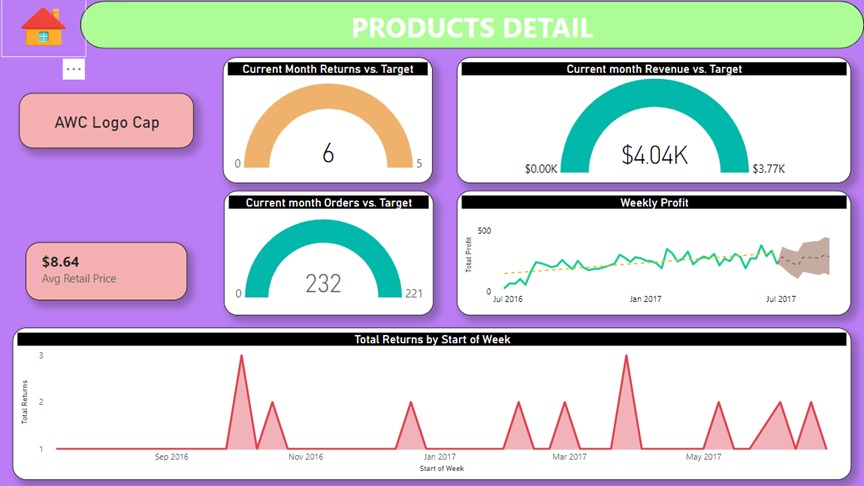 PRODUCTS DETAIL
AWC Logo Cap
Current Month Returns vs. Target
6
0
5
Current month Revenue vs. Target
$4.04K
$0.00K
$3.77K
$8.64
Avg Retail Price
Current month Orders vs. Target
232
0
221
Weekly Profit
Total Profit
500
0
Jul 2016
Jan 2017
Jul 2017
Total Returns by Start of Week
Total Returns
3
2
1
Sep 2016
Nov 2016
Jan 2017
Mar 2017
May 2017
Start of Week